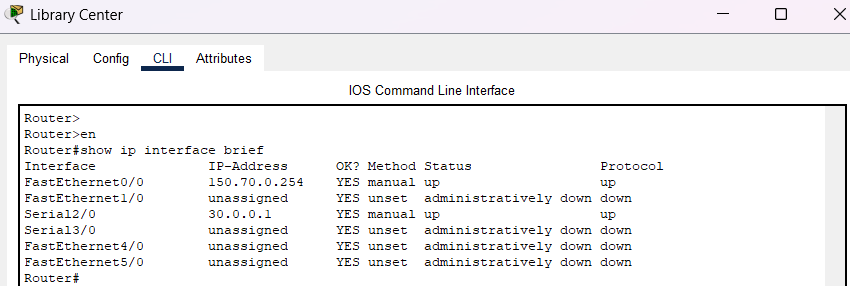 Library Center
Physical Config CLI Attributes
IOS Command Line Interface
Router>
Router>en
Router#show ip interface brief
Interface IP-Address OK? Method Status Protocol
FastEthernet0/0 150.70.0.254 YES manual up up
FastEthernet1/0 unassigned YES unset administratively down down
Serial2/0 30.0.0.1 YES manual up up
Serial3/0 unassigned YES unset administratively down down
FastEthernet4/0 unassigned YES unset administratively down down
FastEthernet5/0 unassigned YES unset administratively down down
Router#